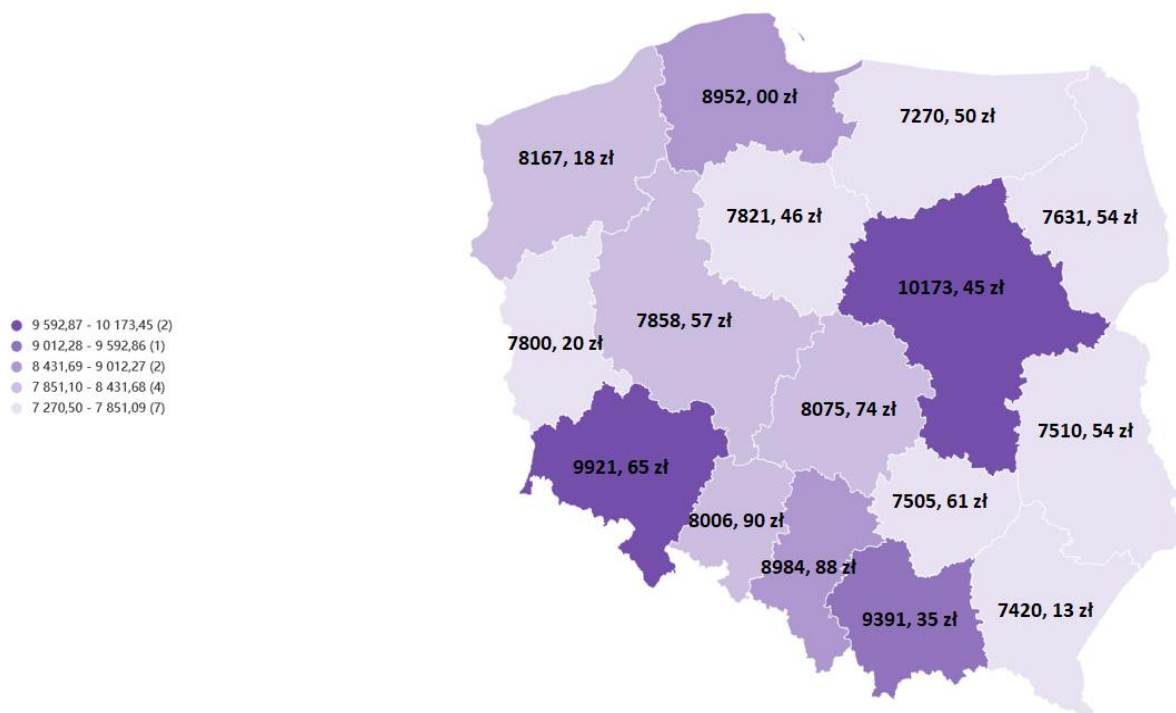 8952, 00 zł
7270, 50 zł
8167, 18 zł
7821, 46 zł
7631, 54 zł
10173, 45 zł
7858, 57 zł
7800, 20 zł
9 592,87 - 10 173,45 (2)
9 012,28 - 9 592,86 (1)
8 431,69 - 9 012,27 (2)
7 851,10 - 8 431,68 (4)
7 270,50 - 7 851,09 (7)
8075, 74 zł
7510, 54 zł
9921, 65 zł
7505, 61 zł
8006, 90 zł
8984, 88 zł
9391, 35 zł
7420, 13 zł